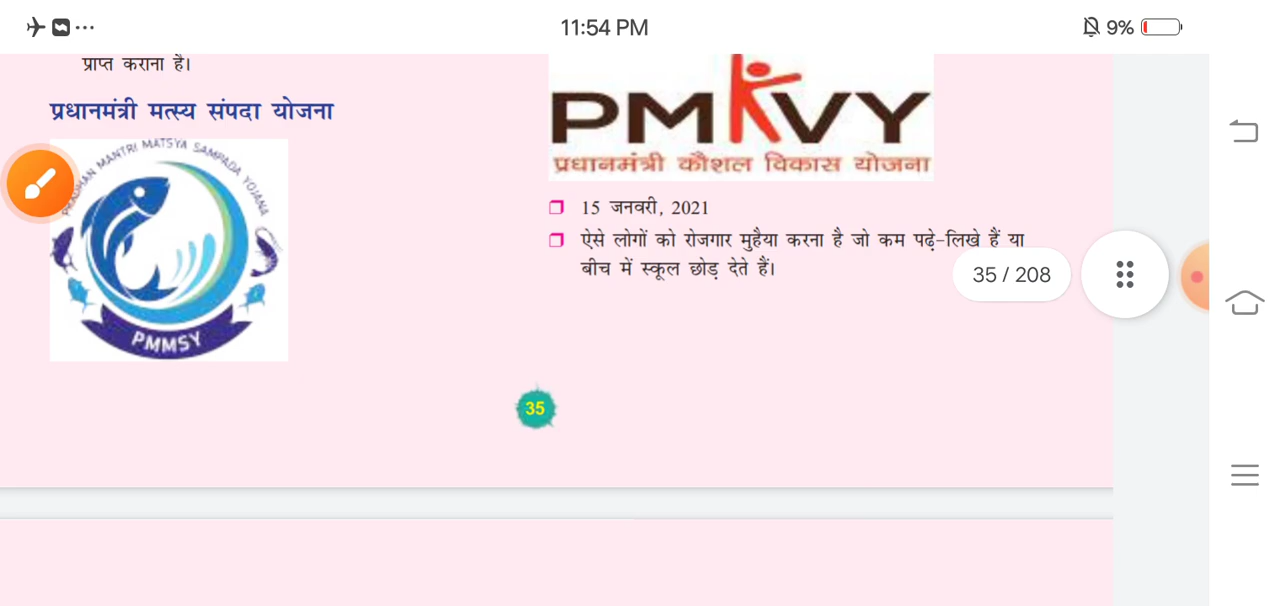 11:54 PM
9%
प्राप्त कराना है।
प्रधानमंत्री मत्स्य संपदा योजना
PRADHAN MANTRI MATSYA SAMPADA YOJANA
PMMSY
PMKVY
प्रधानमंत्री कौशल विकास योजना
15 जनवरी, 2021
ऐसे लोगों को रोजगार मुहैया करना है जो कम पढ़े-लिखे हैं या
बीच में स्कूल छोड़ देते हैं।
35 / 208
35